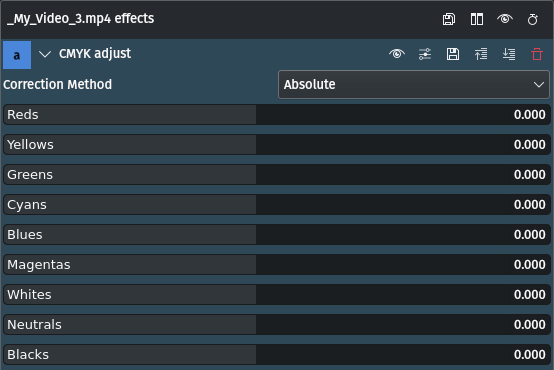 _My_Video_3.mp4 effects
a CMYK adjust
Correction Method Absolute
Reds 0.000
Yellows 0.000
Greens 0.000
Cyans 0.000
Blues 0.000
Magentas 0.000
Whites 0.000
Neutrals 0.000
Blacks 0.000